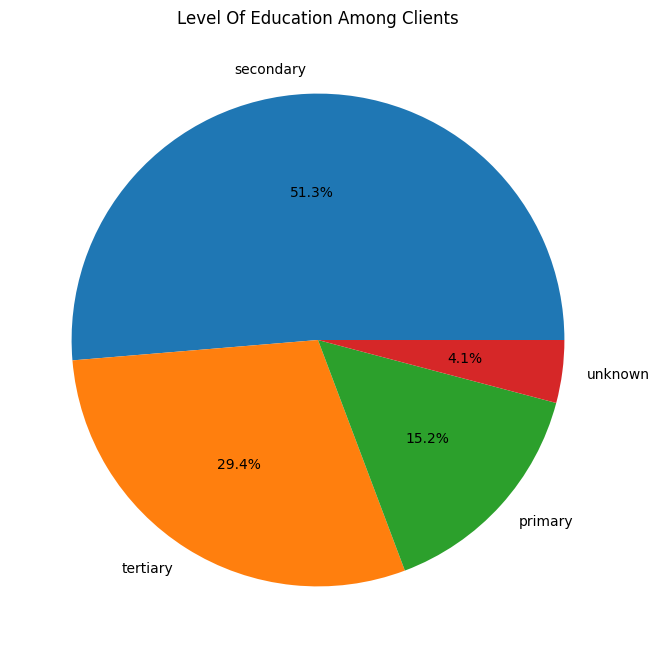 Level Of Education Among Clients
secondary
51.3%
4.1%
unknown
15.2%
29.4%
primary
tertiary